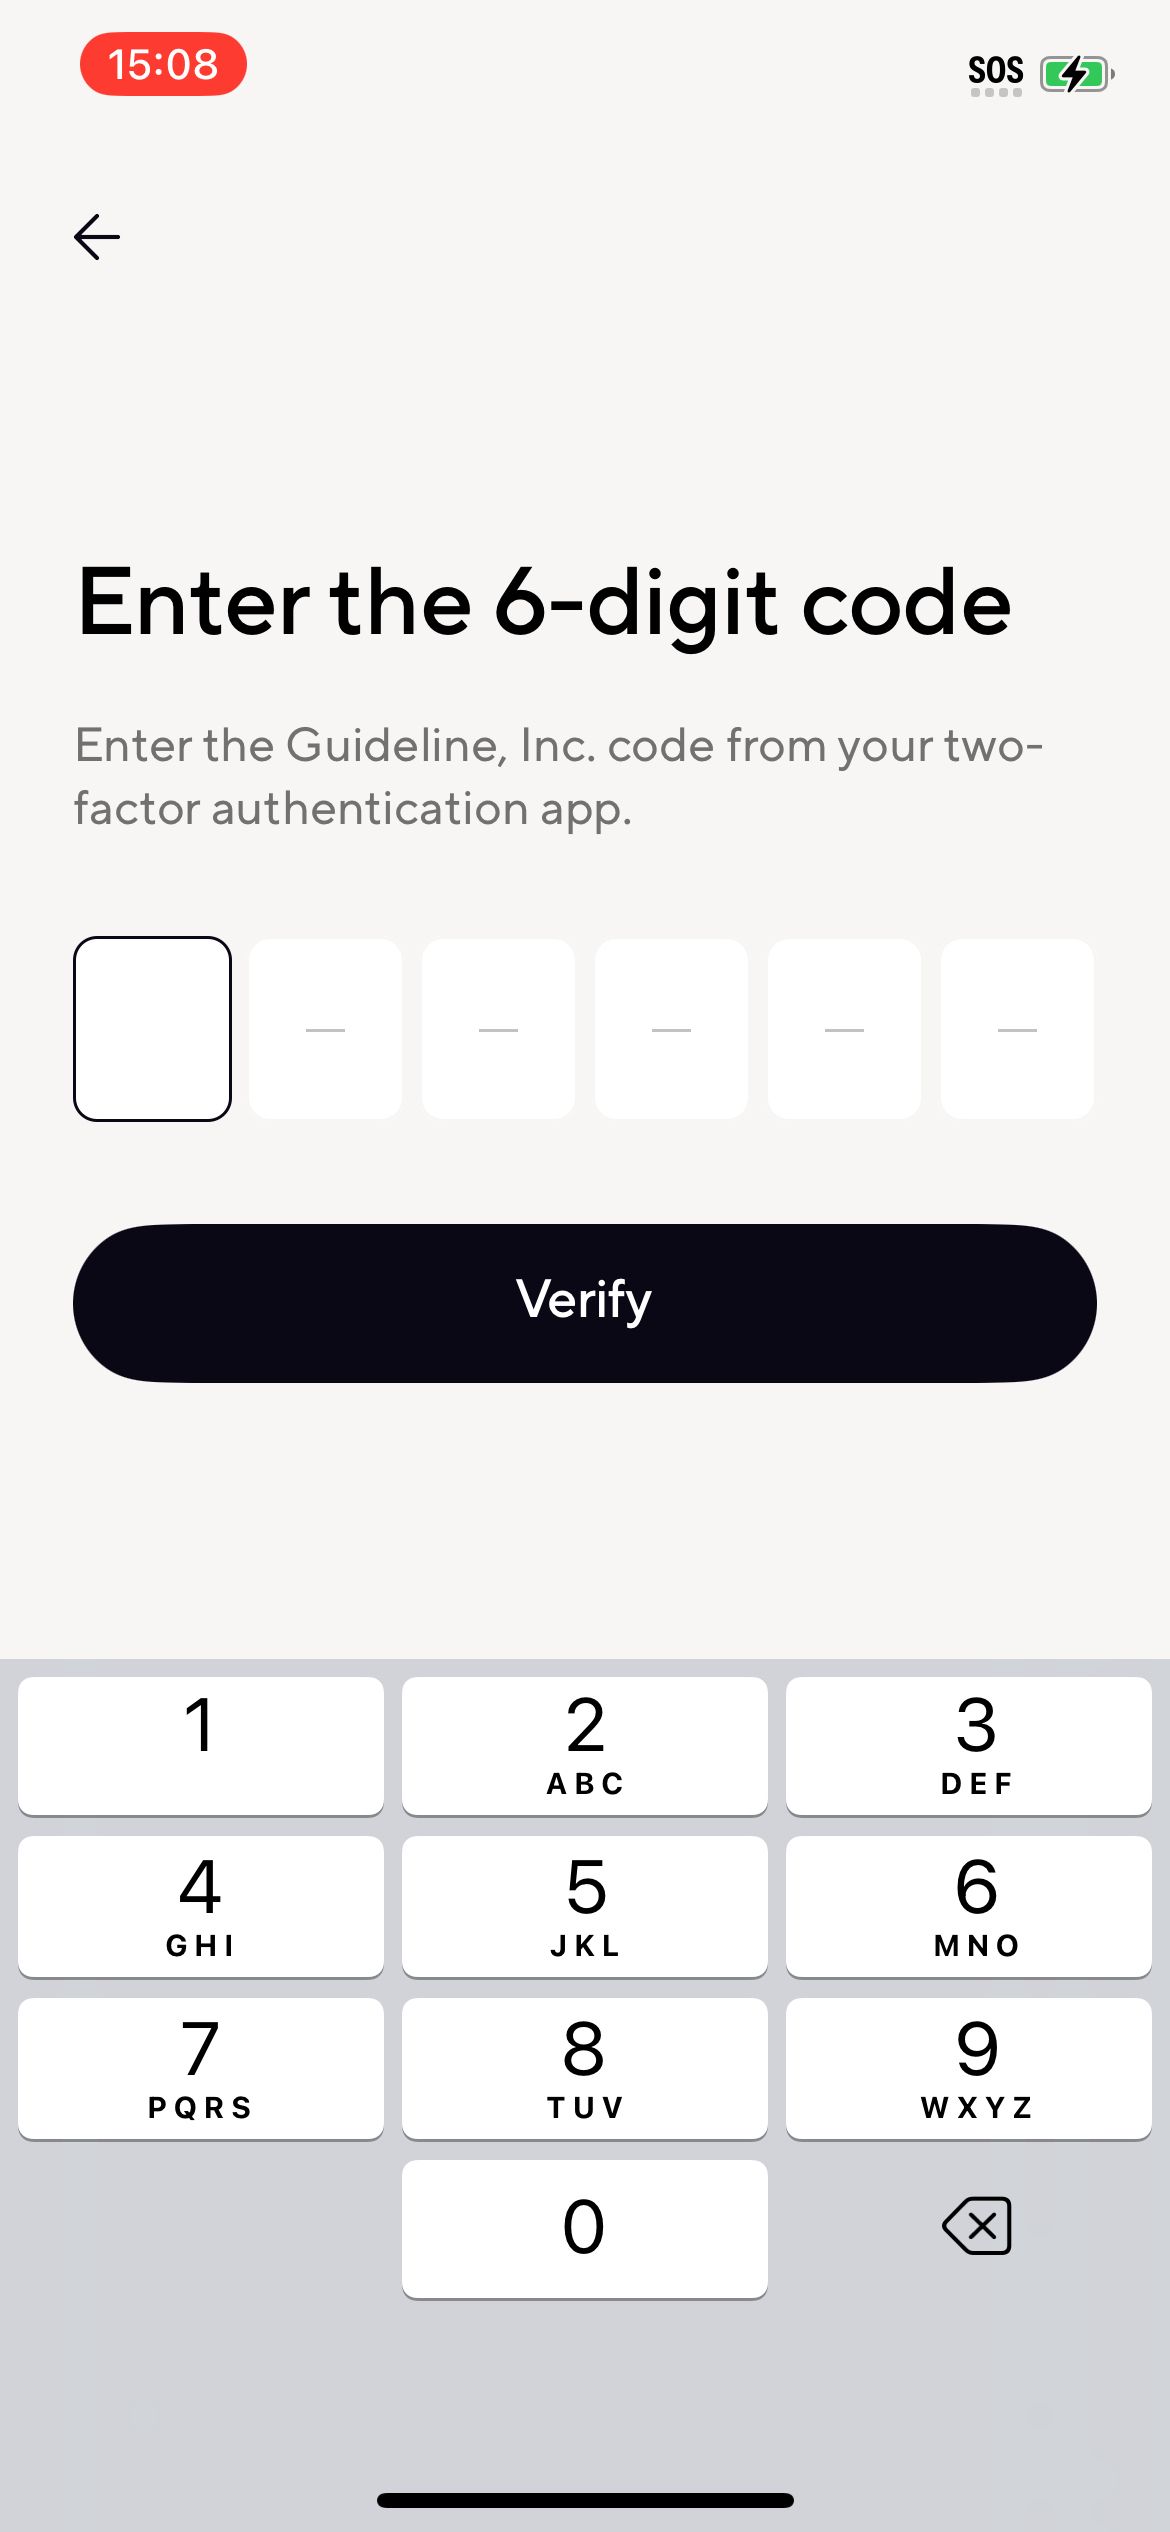 15:08
SOS
Enter the 6-digit code
Enter the Guideline, Inc. code from your two-
factor authentication app.
Verify
1
2
ABC
3
DEF
4
GHI
5
JKL
6
MNO
7
PQRS
8
TUV
9
WXYZ
0